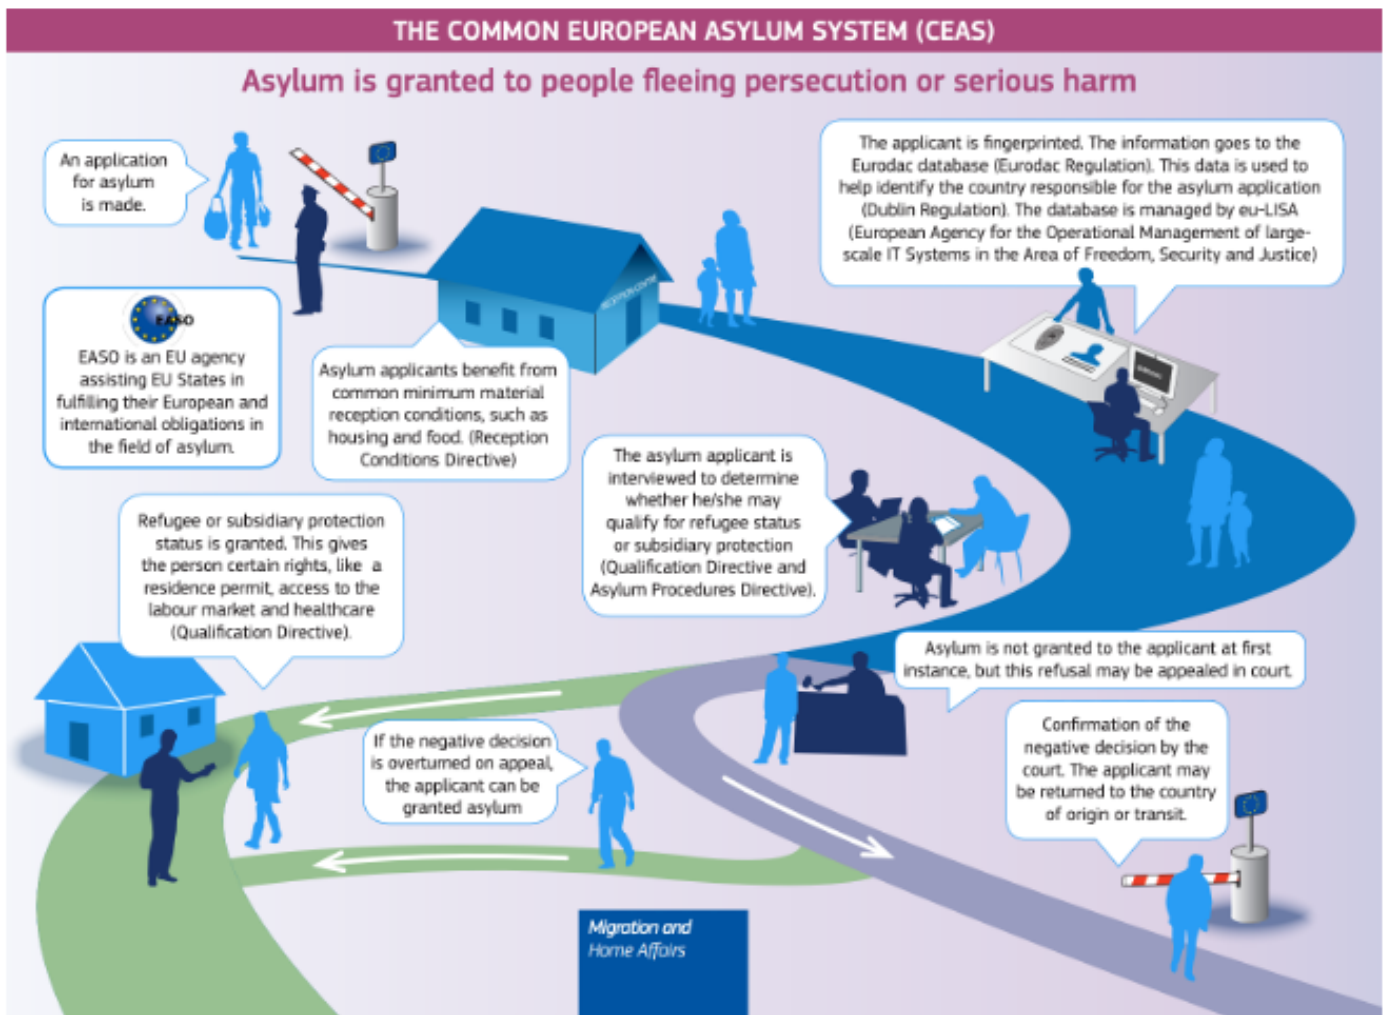 THE COMMON EUROPEAN ASYLUM SYSTEM (CEAS)
Asylum is granted to people fleeing persecution or serious harm
An application
for asylum
is made.
The applicant is fingerprinted. The information goes to the
Eurodac database (Eurodac Regulation). This data is used to
help identify the country responsible for the asylum application
(Dublin Regulation). The database is managed by eu-LISA
(European Agency for the Operational Management of large-
scale IT Systems in the Area of Freedom, Security and Justice)
RECEPTION CENTRE
EASO
EASO is an EU agency
assisting EU States in
fulfilling their European and
international obligations in
the field of asylum.
Asylum applicants benefit from
common minimum material
reception conditions, such as
housing and food. (Reception
Conditions Directive)
The asylum applicant is
interviewed to determine
whether he/she may
qualify for refugee status
or subsidiary protection
(Qualification Directive and
Asylum Procedures Directive).
Refugee or subsidiary protection
status is granted. This gives
the person certain rights, like a
residence permit, access to the
labour market and healthcare
(Qualification Directive).
Asylum is not granted to the applicant at first
instance, but this refusal may be appealed in court.
If the negative decision
is overturned on appeal,
the applicant can be
granted asylum
Confirmation of the
negative decision by the
court. The applicant may
be returned to the country
of origin or transit.
Migration and
Home Affairs